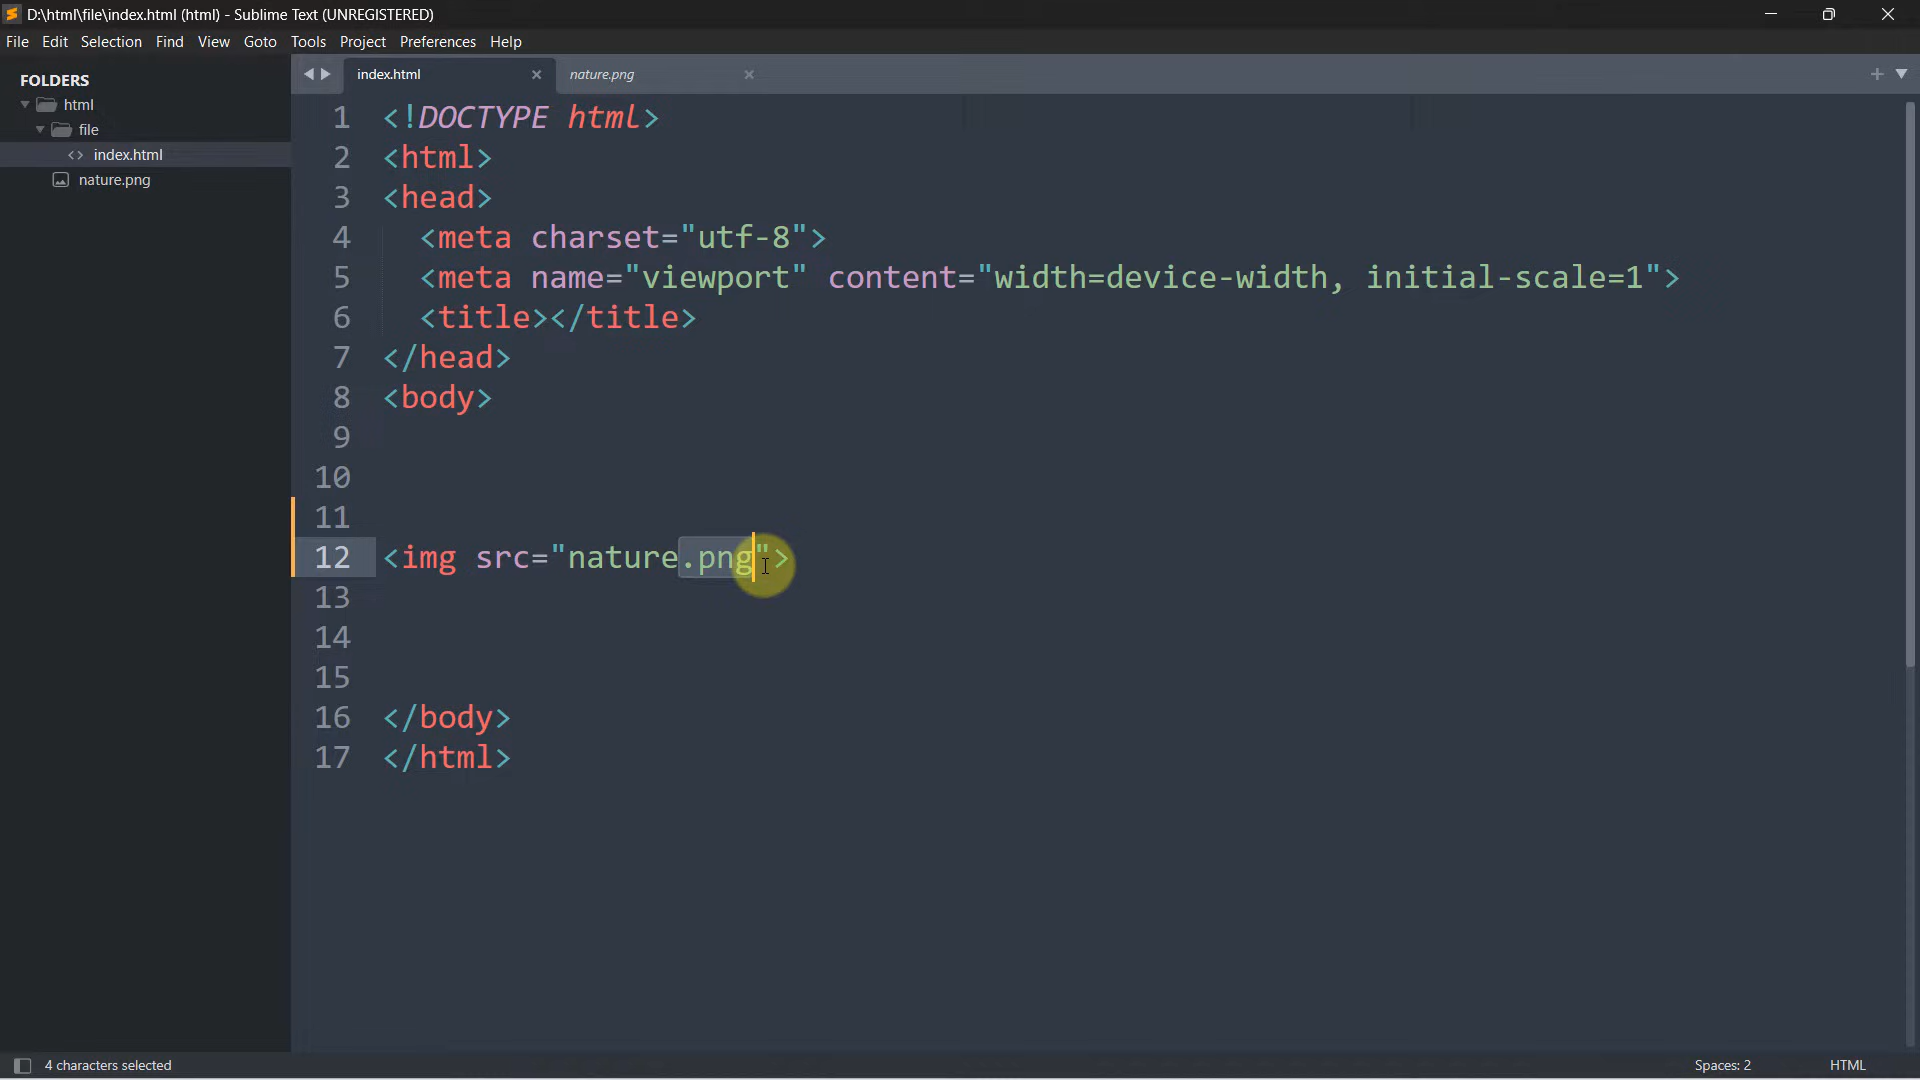 D:\html\file\index.html (html) - Sublime Text (UNREGISTERED)
File Edit Selection Find View Goto Tools Project Preferences Help
FOLDERS
html
file
index.html
nature.png
index.html
nature.png
1 <!DOCTYPE html>
2 <html>
3 <head>
4 <meta charset="utf-8">
5 <meta name="viewport" content="width=device-width, initial-scale=1">
6 <title></title>
7 </head>
8 <body>
9
10
11
12 <img src="nature.png">
13
14
15
16 </body>
17 </html>
4 characters selected
Spaces: 2
HTML